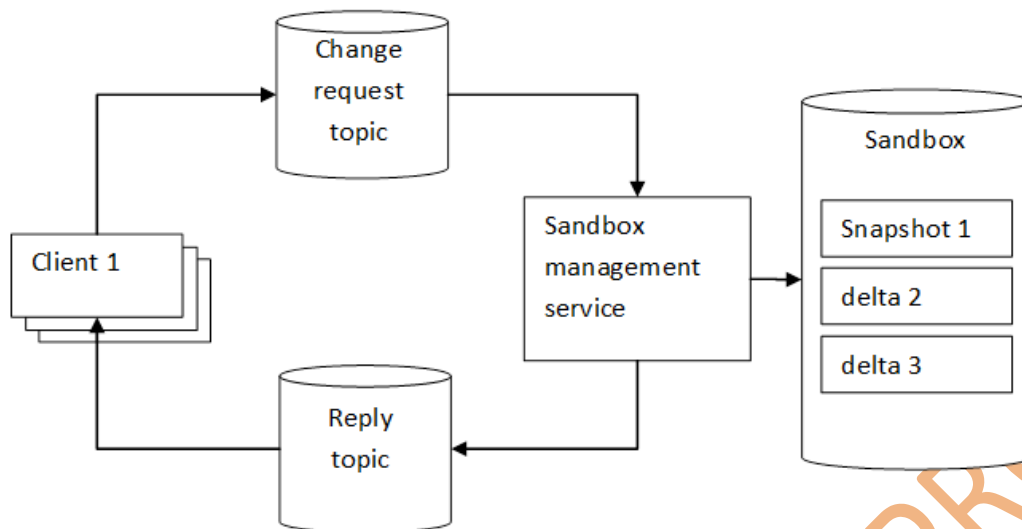 Change
request
topic
Sandbox
Snapshot 1
delta 2
delta 3
Sandbox
management
service
Client 1
Reply
topic